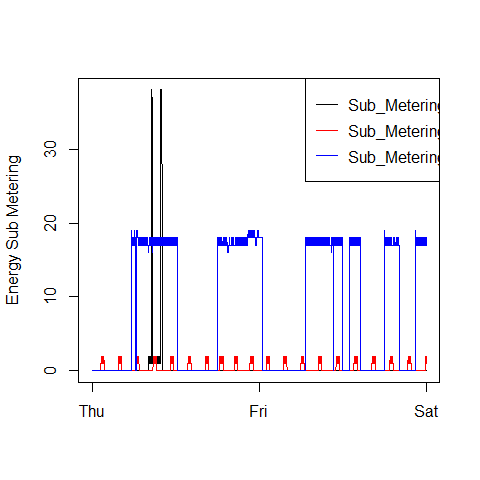 Sub_Metering
Sub_Metering
Sub_Metering
Energy Sub Metering
30
20
10
0
Thu
Fri
Sat